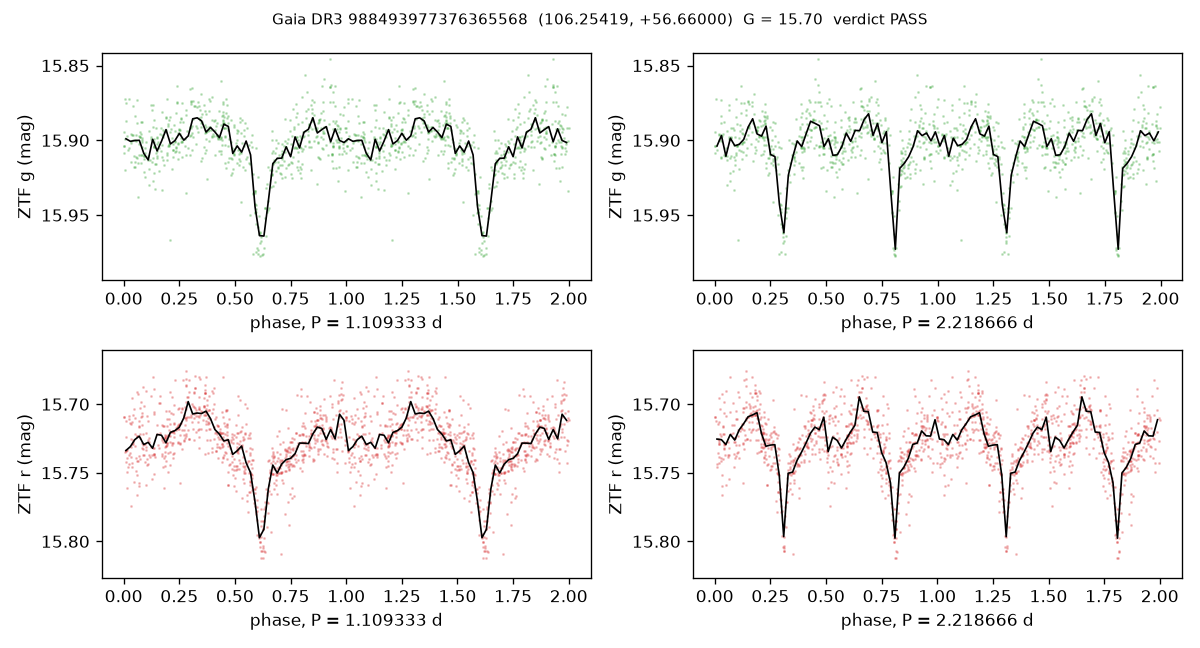 Gaia DR3 988493977376365568  (106.25419, +56.66000)  G = 15.70  verdict PASS
ZTF g (mag)
15.85
15.90
15.95
0.00 0.25 0.50 0.75 1.00 1.25 1.50 1.75 2.00
phase, P = 1.109333 d
ZTF g (mag)
15.85
15.90
15.95
0.00 0.25 0.50 0.75 1.00 1.25 1.50 1.75 2.00
phase, P = 2.218666 d
ZTF r (mag)
15.70
15.75
15.80
0.00 0.25 0.50 0.75 1.00 1.25 1.50 1.75 2.00
phase, P = 1.109333 d
ZTF r (mag)
15.70
15.75
15.80
0.00 0.25 0.50 0.75 1.00 1.25 1.50 1.75 2.00
phase, P = 2.218666 d